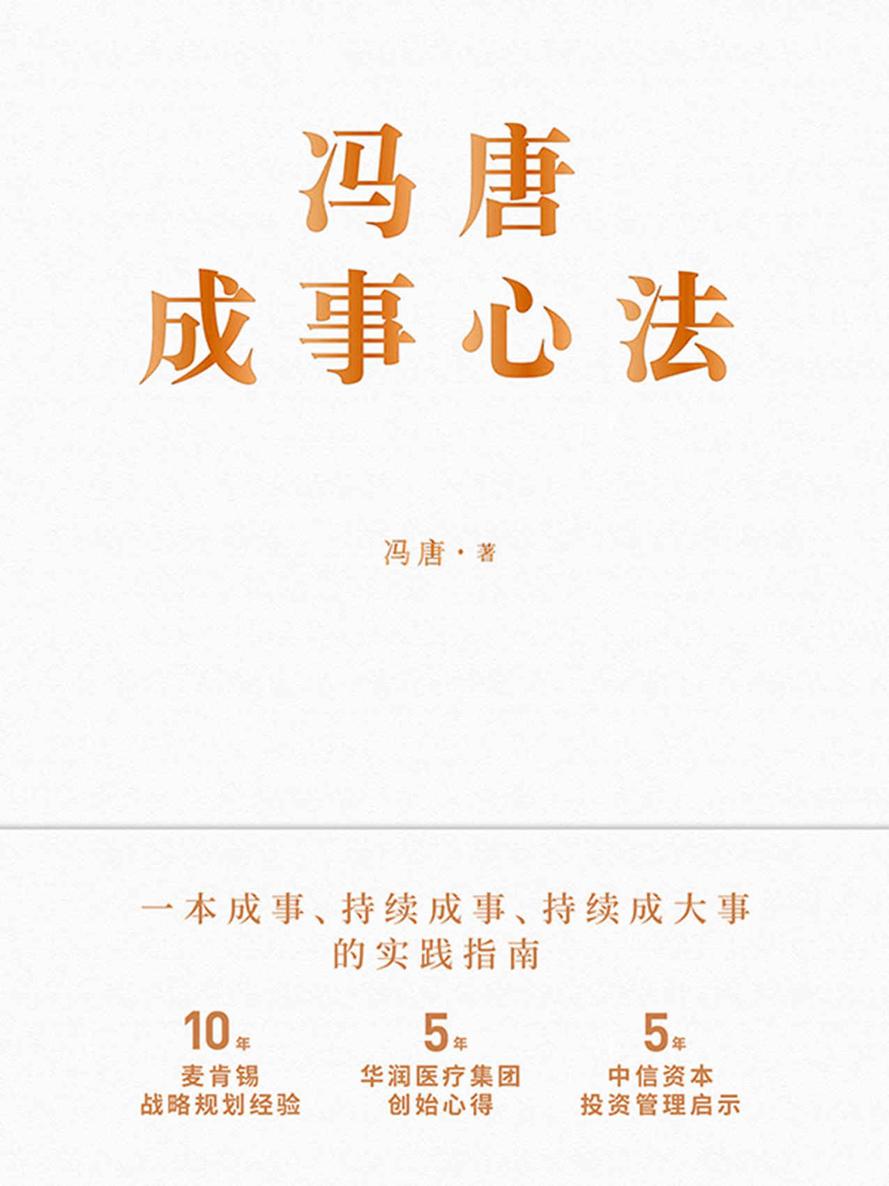 冯唐
成事心法
冯唐·著
一本成事、持续成事、持续成大事
的实践指南
10年
麦肯锡
战略规划经验
5年
华润医疗集团
创始心得
5年
中信资本
投资管理启示